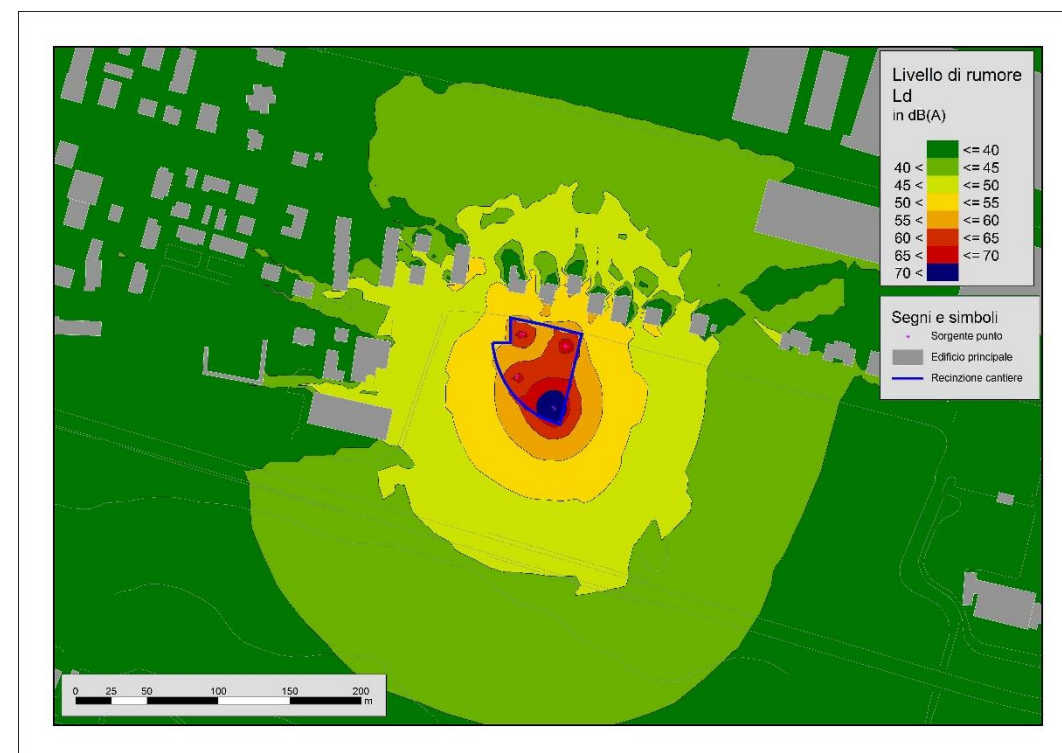 Livello di rumore
Ld
in dB(A)
<= 40
40 < <= 45
45 < <= 50
50 < <= 55
55 < <= 60
60 < <= 65
65 < <= 70
70 <
Segni e simboli
Sorgente punto
Edificio principale
Recinzione cantiere
0 25 50 100 150 200
m